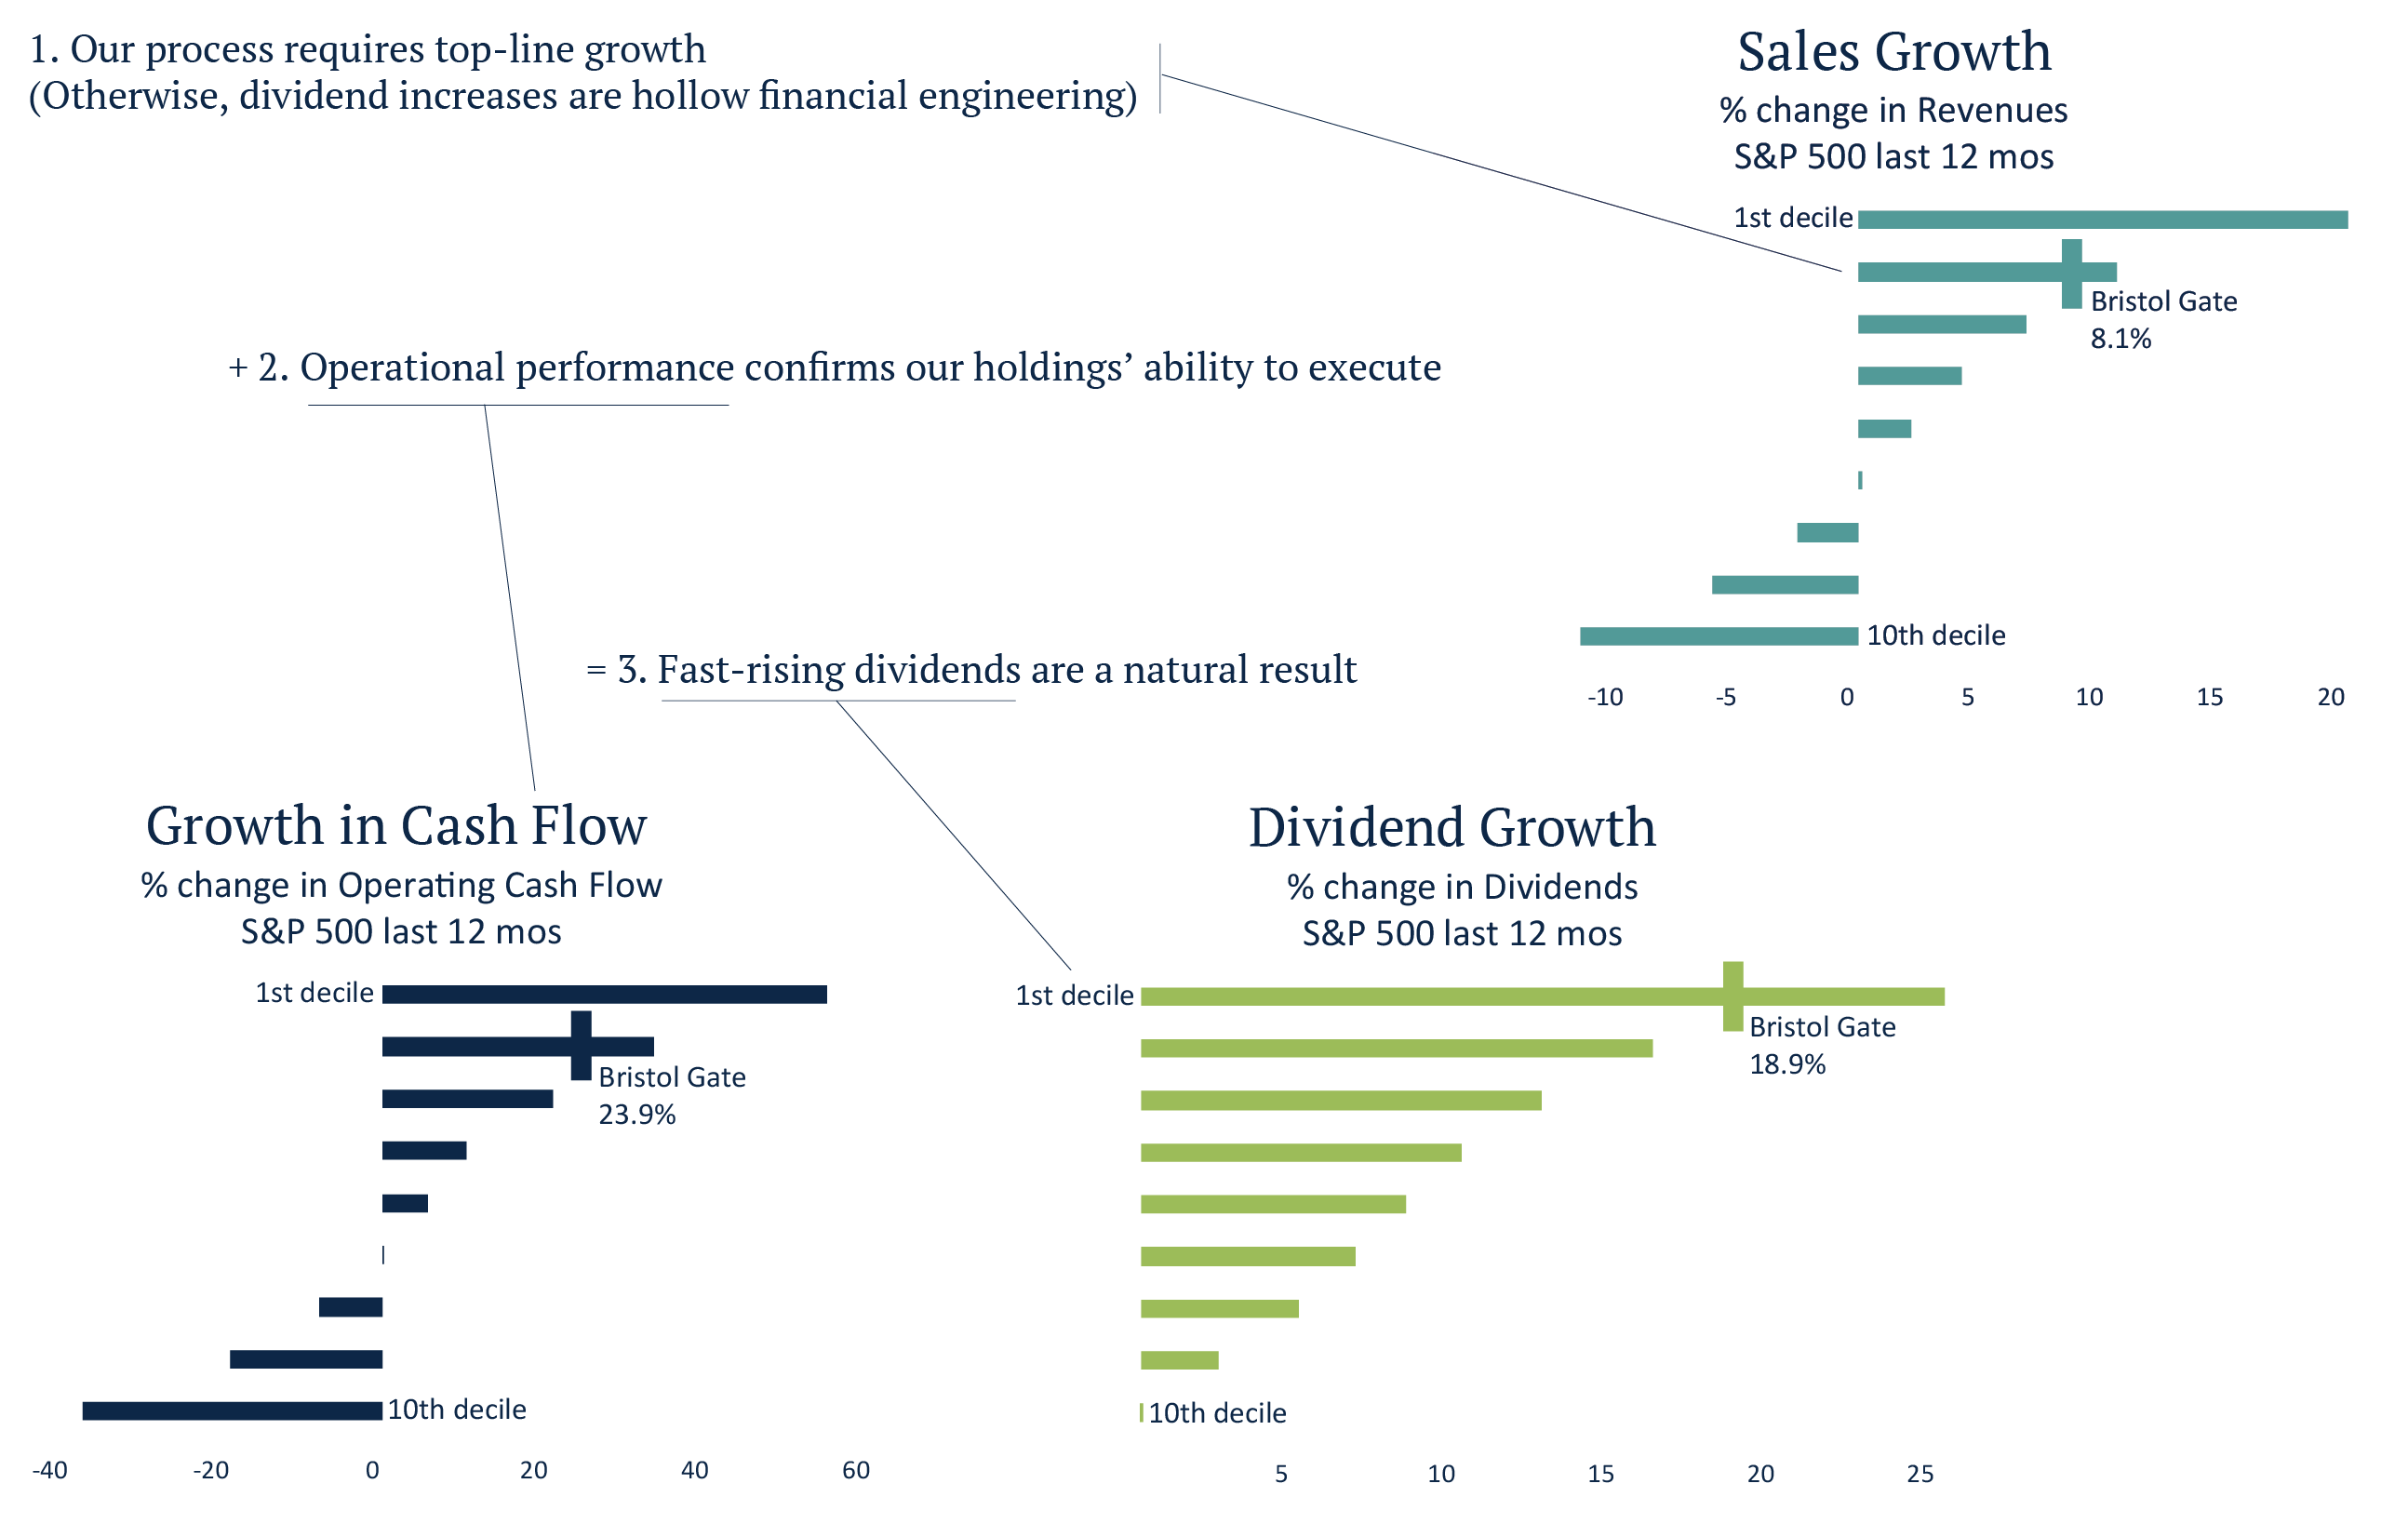 1. Our process requires top-line growth
(Otherwise, dividend increases are hollow financial engineering)
Sales Growth
% change in Revenues
S&P 500 last 12 mos
1st decile
Bristol Gate
8.1%
10th decile
-10 -5 0 5 10 15 20
+ 2. Operational performance confirms our holdings’ ability to execute
= 3. Fast-rising dividends are a natural result
Growth in Cash Flow
% change in Operating Cash Flow
S&P 500 last 12 mos
1st decile
Bristol Gate
23.9%
10th decile
-40 -20 0 20 40 60
Dividend Growth
% change in Dividends
S&P 500 last 12 mos
1st decile
Bristol Gate
18.9%
10th decile
5 10 15 20 25